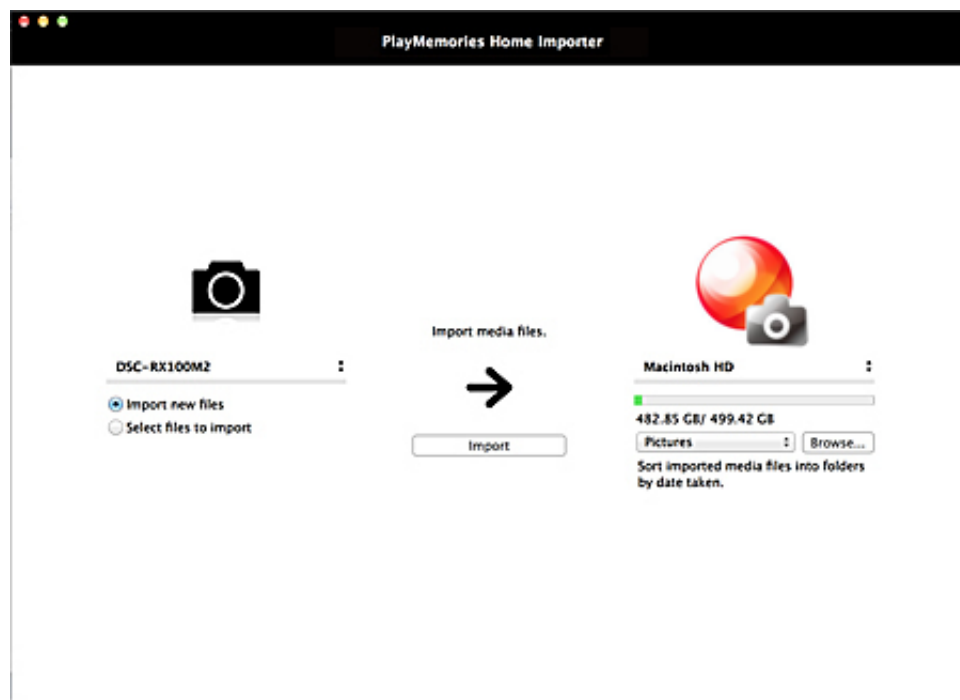 PlayMemories Home Importer
DSC-RX100M2
Import new files
Select files to import
Import media files.
Import
Macintosh HD
482.85 GB/ 499.42 GB
Pictures
Browse...
Sort imported media files into folders
by date taken.